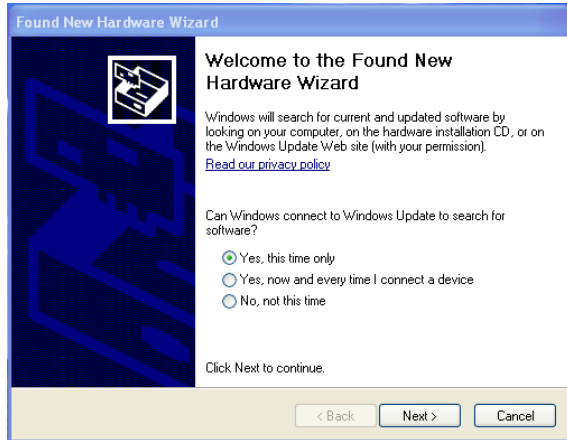 Found New Hardware Wizard
Welcome to the Found New
Hardware Wizard
Windows will search for current and updated software by
looking on your computer, on the hardware installation CD, or on
the Windows Update Web site (with your permission).
Read our privacy policy
Can Windows connect to Windows Update to search for
software?
Yes, this time only
Yes, now and every time I connect a device
No, not this time
Click Next to continue.
< Back Next > Cancel